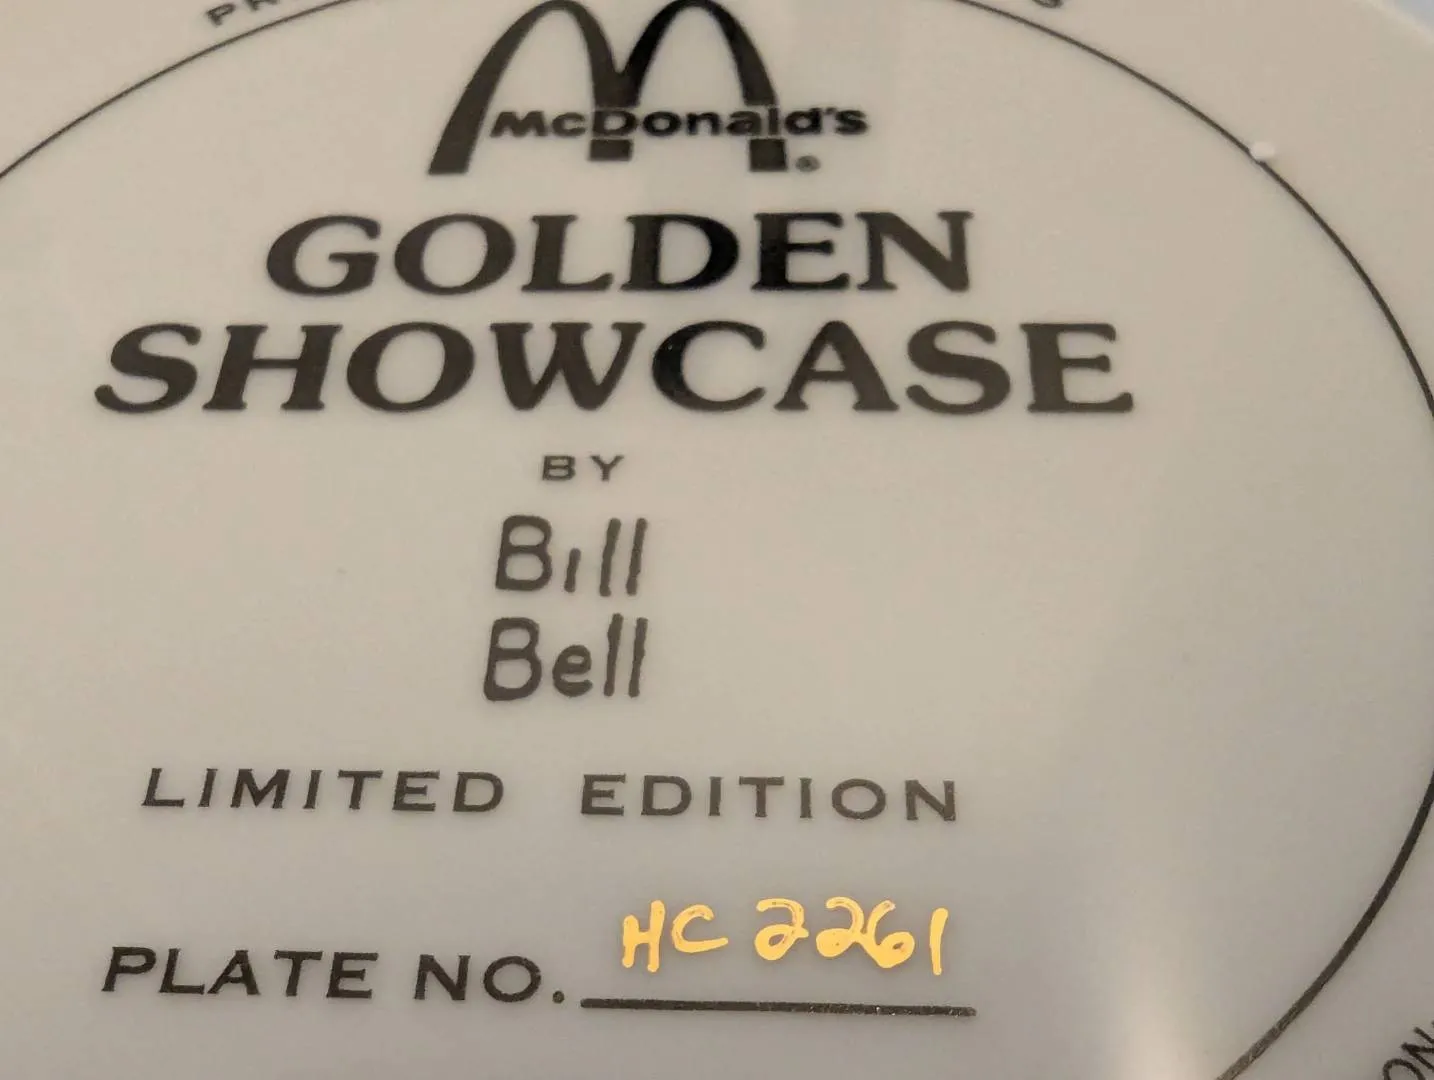 McDonald's®
GOLDEN
SHOWCASE
BY
Bill
Bell
LIMITED EDITION
PLATE NO. HC 2261